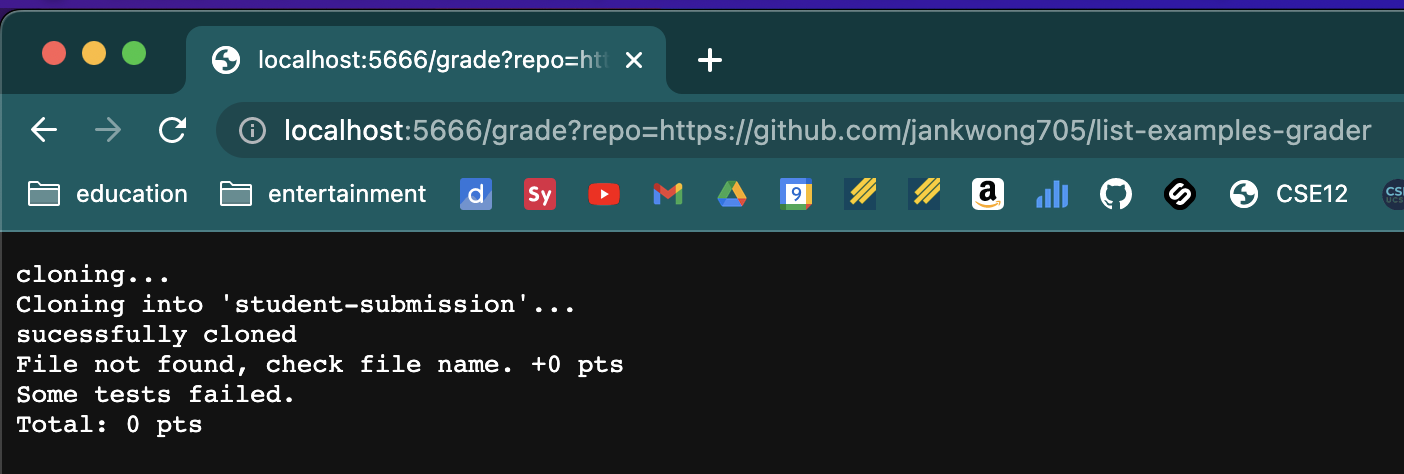 localhost:5666/grade?repo=htt
localhost:5666/grade?repo=https://github.com/jankwong705/list-examples-grader
education entertainment d Sy 9 a CSE12 CS UCS
cloning...
Cloning into 'student-submission'...
sucessfully cloned
File not found, check file name. +0 pts
Some tests failed.
Total: 0 pts